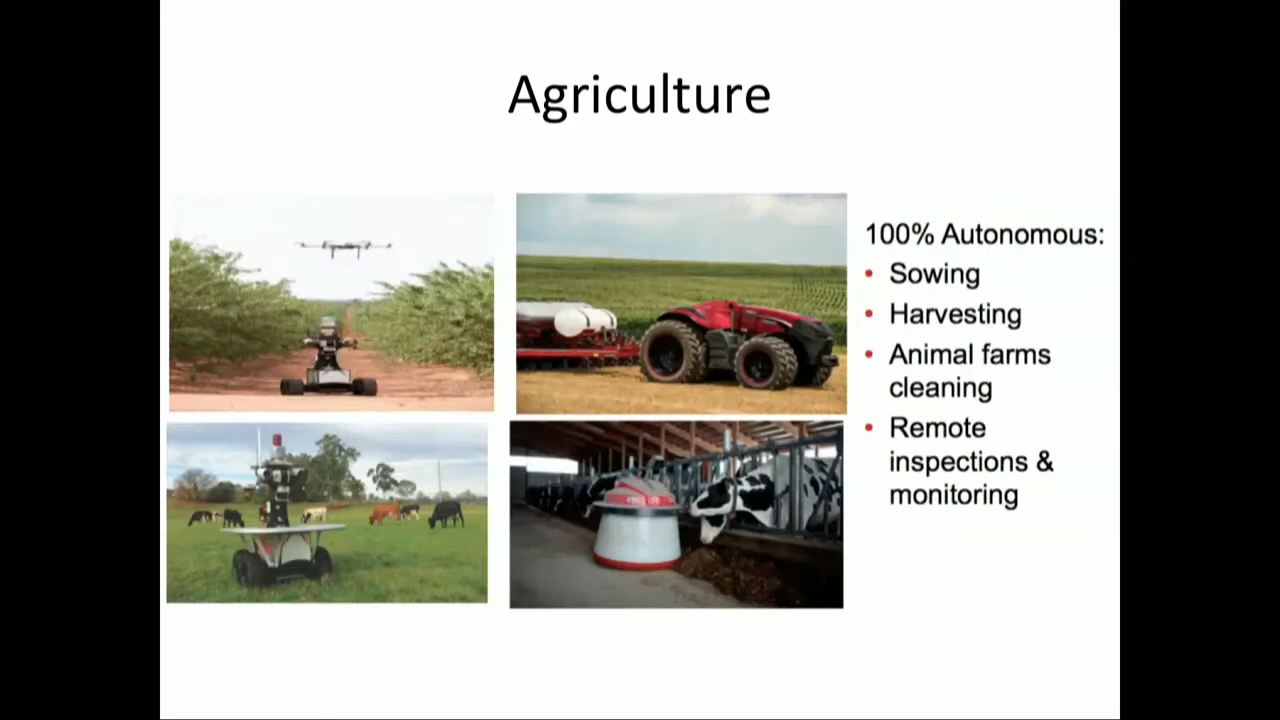 Agriculture
100% Autonomous:
• Sowing
• Harvesting
• Animal farms
cleaning
• Remote
inspections &
monitoring